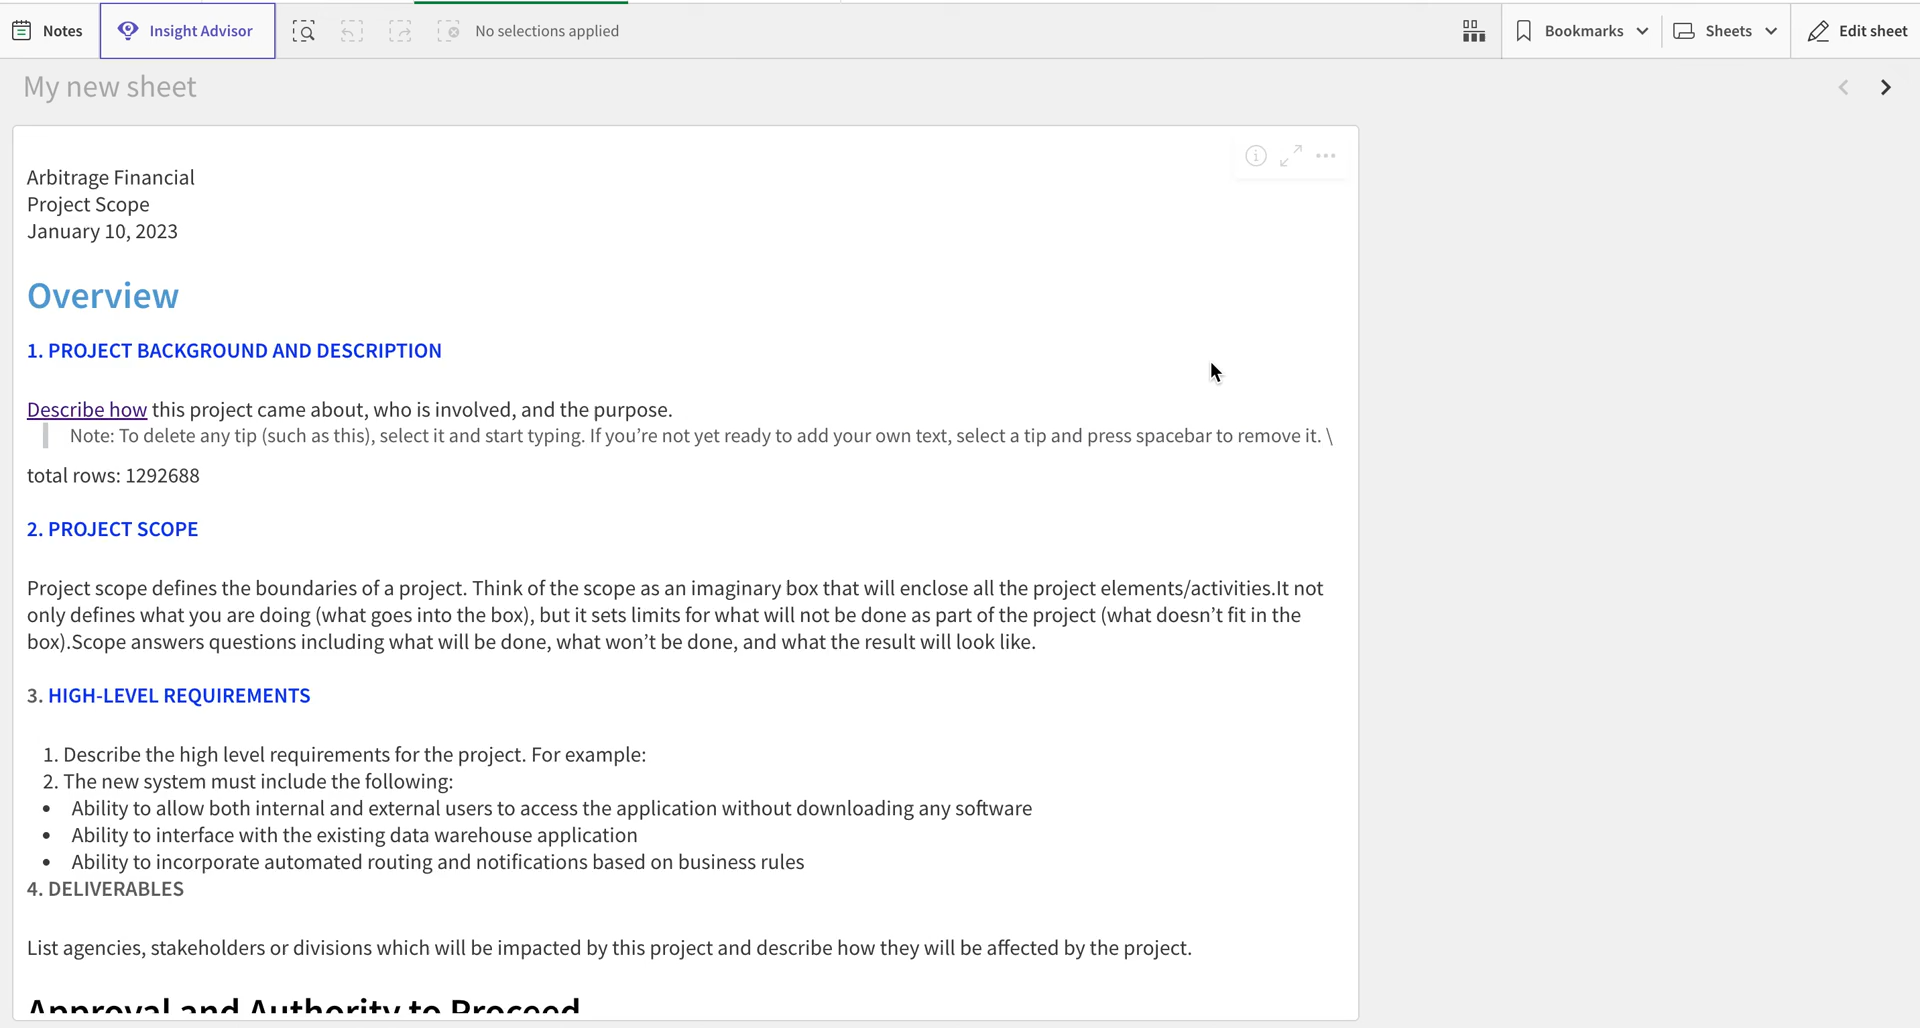 Notes
Insight Advisor
No selections applied
Bookmarks
Sheets
Edit sheet
My new sheet
Arbitrage Financial
Project Scope
January 10, 2023
Overview
1. PROJECT BACKGROUND AND DESCRIPTION
Describe how this project came about, who is involved, and the purpose.
Note: To delete any tip (such as this), select it and start typing. If you’re not yet ready to add your own text, select a tip and press spacebar to remove it. \
total rows: 1292688
2. PROJECT SCOPE
Project scope defines the boundaries of a project. Think of the scope as an imaginary box that will enclose all the project elements/activities.It not
only defines what you are doing (what goes into the box), but it sets limits for what will not be done as part of the project (what doesn’t fit in the
box).Scope answers questions including what will be done, what won’t be done, and what the result will look like.
3. HIGH-LEVEL REQUIREMENTS
1. Describe the high level requirements for the project. For example:
2. The new system must include the following:
• Ability to allow both internal and external users to access the application without downloading any software
• Ability to interface with the existing data warehouse application
• Ability to incorporate automated routing and notifications based on business rules
4. DELIVERABLES
List agencies, stakeholders or divisions which will be impacted by this project and describe how they will be affected by the project.
Approval and Authority to Proceed